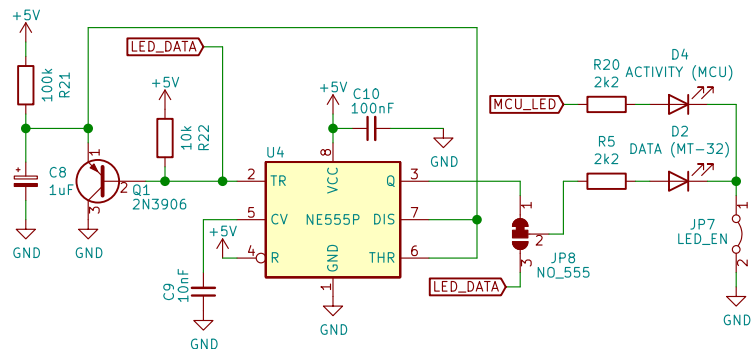 +5V
LED_DATA
100k
R21
+5V
10k
R22
+5V
C10
100nF
GND
R20
2k2
D4
ACTIVITY (MCU)
MCU_LED
R5
2k2
D2
DATA (MT-32)
C8
1uF
+
1
2
3
Q1
2N3906
GND
GND
U4
NE555P
8
VCC
2
TR
5
CV
4
R
1
GND
Q
3
DIS
7
THR
6
+5V
C9
10nF
GND
GND
1
2
3
JP8
NO_555
LED_DATA
1
JP7
LED_EN
2
GND